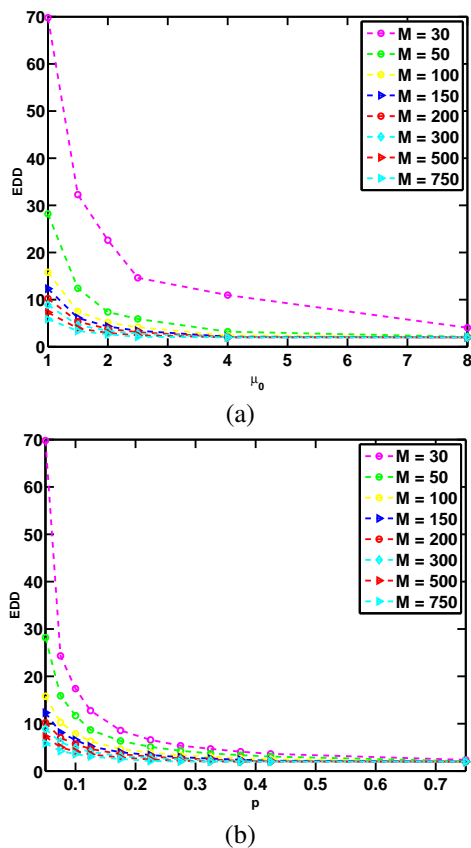 70
60
50
40
30
20
10
0
EDD
1 2 3 4 5 6 7 8
μ0
M = 30
M = 50
M = 100
M = 150
M = 200
M = 300
M = 500
M = 750
(a)
70
60
50
40
30
20
10
0
EDD
0.1 0.2 0.3 0.4 0.5 0.6 0.7
p
M = 30
M = 50
M = 100
M = 150
M = 200
M = 300
M = 500
M = 750
(b)